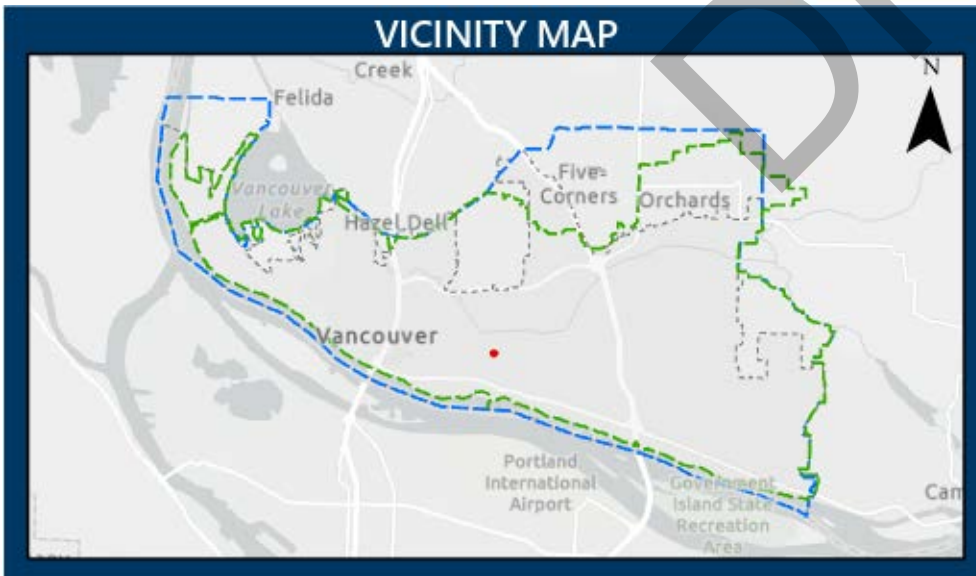 VICINITY MAP
Creek
N
Felida
Vancouver
Lake
Five
Corners
Orchards
Hazel Dell
Vancouver
Portland
International
Airport
Government
Island State
Recreation
Area